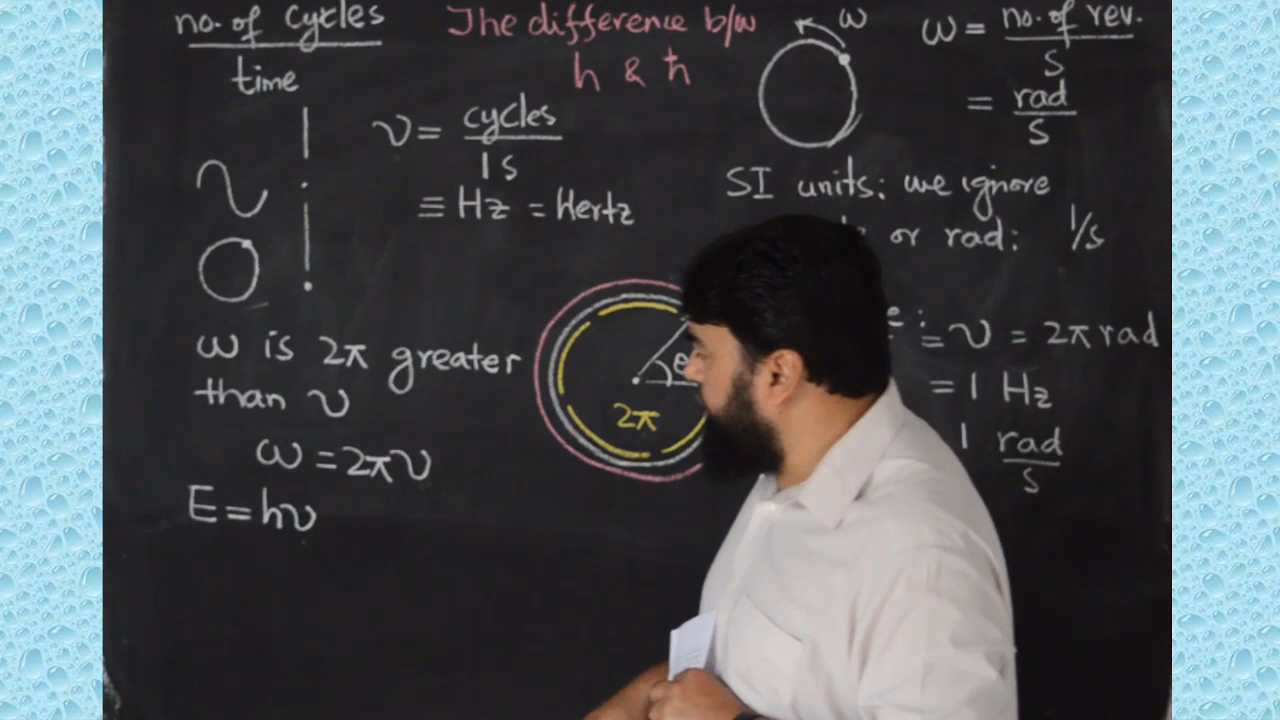 no. of cycles
time
The difference b/w
h & ħ
ω
ω = no. of rev.
s
= rad
s
ν = cycles
1s
≡ Hz = Hertz
SI units: we ignore
or rad: 1/s
ω is 2π greater
than ν
ω = 2πν
E = hν
θ
2π
: = ν = 2π rad
= 1 Hz
1 rad
s